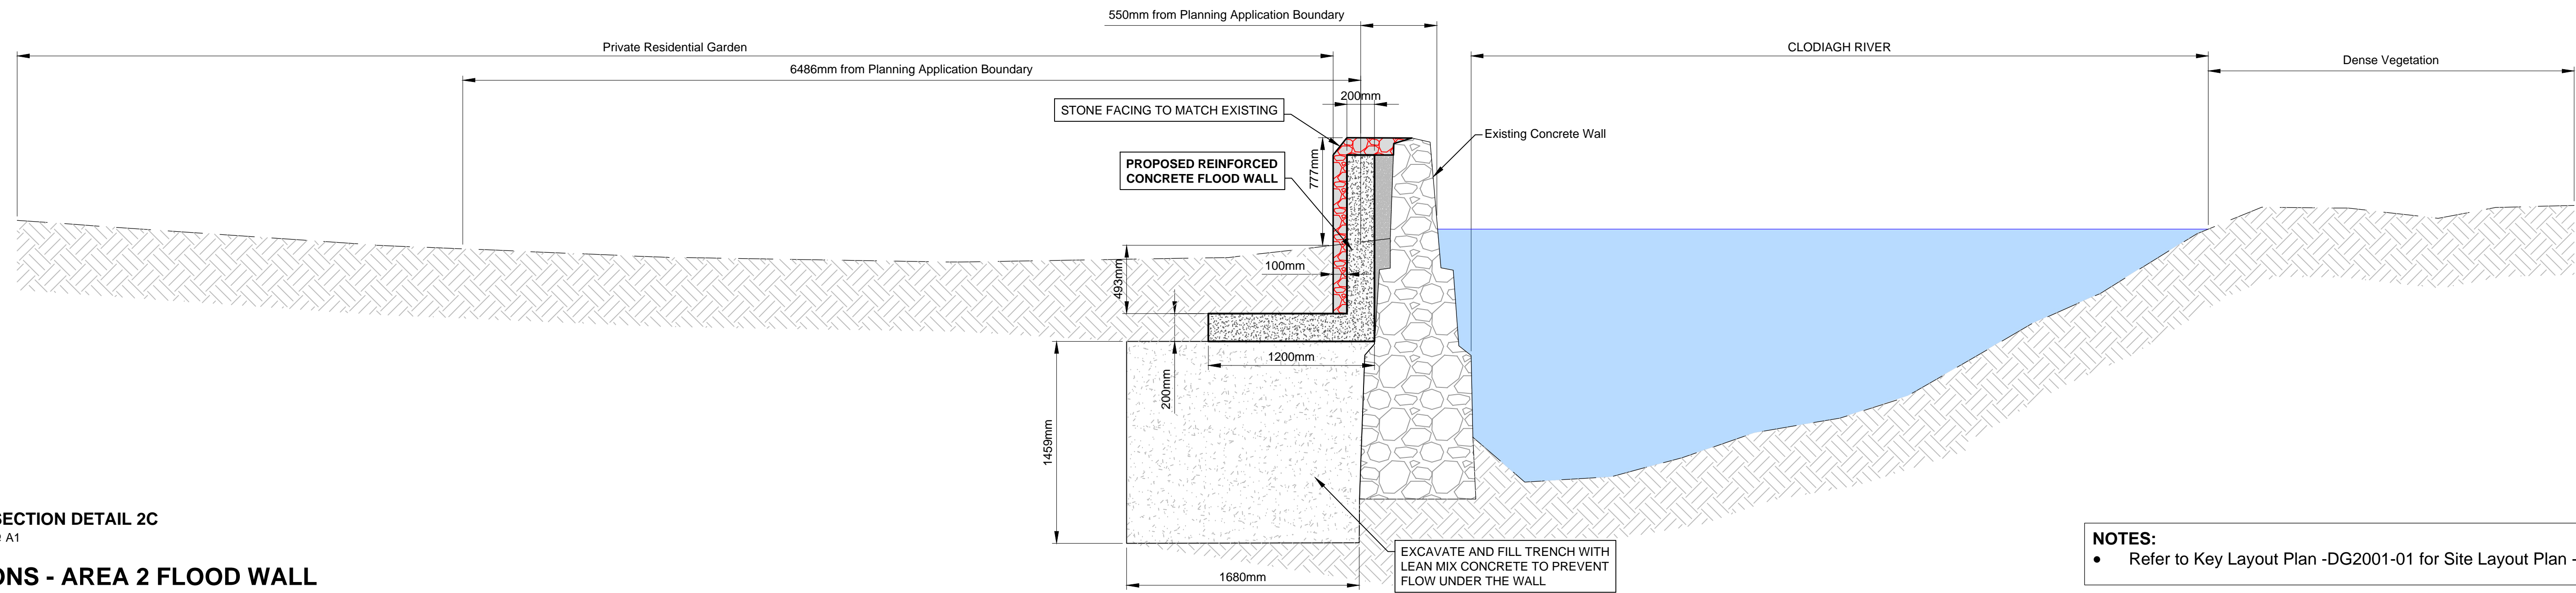 550mm from Planning Application Boundary
Private Residential Garden
CLODIAGH RIVER
Dense Vegetation
6486mm from Planning Application Boundary
200mm
STONE FACING TO MATCH EXISTING
Existing Concrete Wall
PROPOSED REINFORCED
CONCRETE FLOOD WALL
777mm
100mm
493mm
1200mm
200mm
1459mm
SECTION DETAIL 2C
A1
ONS - AREA 2 FLOOD WALL
1680mm
EXCAVATE AND FILL TRENCH WITH
LEAN MIX CONCRETE TO PREVENT
FLOW UNDER THE WALL
NOTES:
• Refer to Key Layout Plan -DG2001-01 for Site Layout Plan -